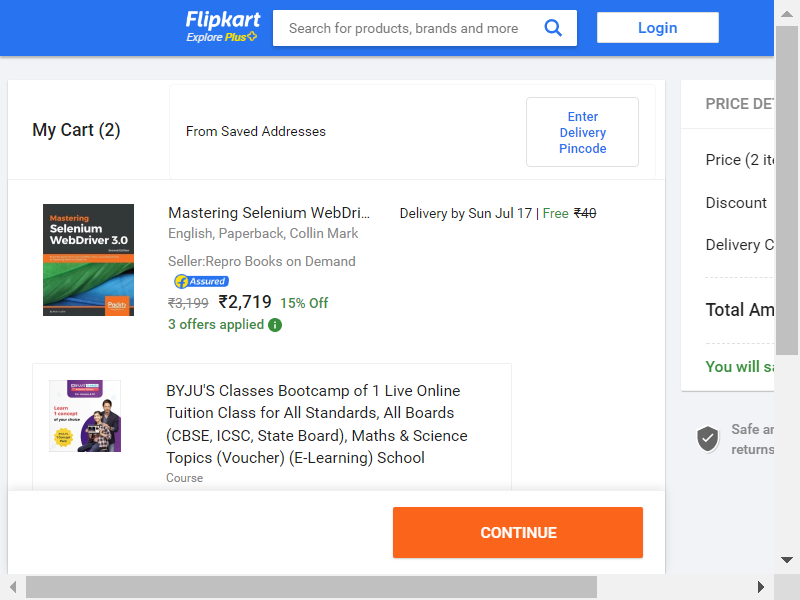 Flipkart
Explore Plus
Search for products, brands and more
Login
My Cart (2)
From Saved Addresses
Enter
Delivery
Pincode
PRICE DE
Price (2 ite
Discount
Delivery C
Total Am
You will sa
Safe an
returns
Mastering
Selenium
WebDriver 3.0
Mastering Selenium WebDri...
English, Paperback, Collin Mark
Seller:Repro Books on Demand
Assured
₹3,199 ₹2,719 15% Off
3 offers applied
Delivery by Sun Jul 17 | Free ₹40
Learn
1 concept
of your choice
BYJU'S Classes Bootcamp of 1 Live Online
Tuition Class for All Standards, All Boards
(CBSE, ICSC, State Board), Maths & Science
Topics (Voucher) (E-Learning) School
Course
CONTINUE